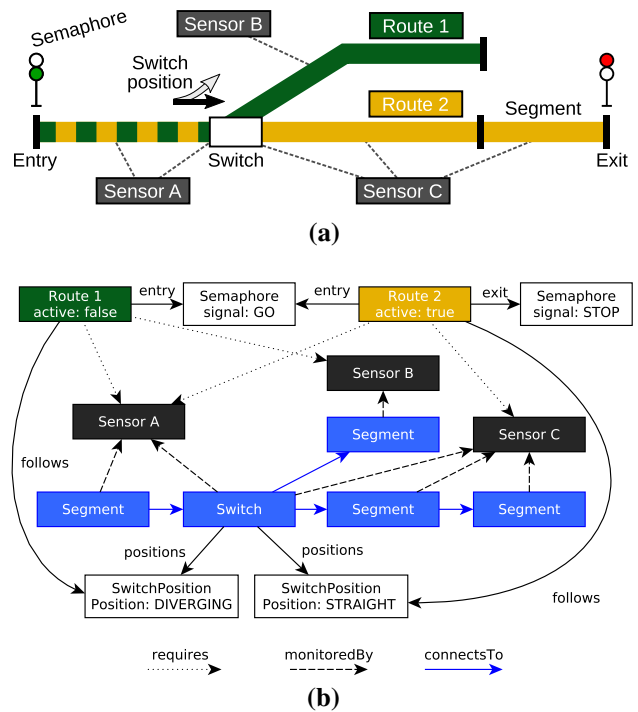 Semaphore
Sensor B
Route 1
Switch
position
Route 2
Segment
Entry
Switch
Exit
Sensor A
Sensor C
(a)
Route 1
active: false
entry
Semaphore
signal: GO
entry
Route 2
active: true
exit
Semaphore
signal: STOP
Sensor B
Sensor A
Segment
Sensor C
follows
Segment
Switch
Segment
Segment
positions
positions
SwitchPosition
Position: DIVERGING
SwitchPosition
Position: STRAIGHT
follows
requires
monitoredBy
connectsTo
(b)